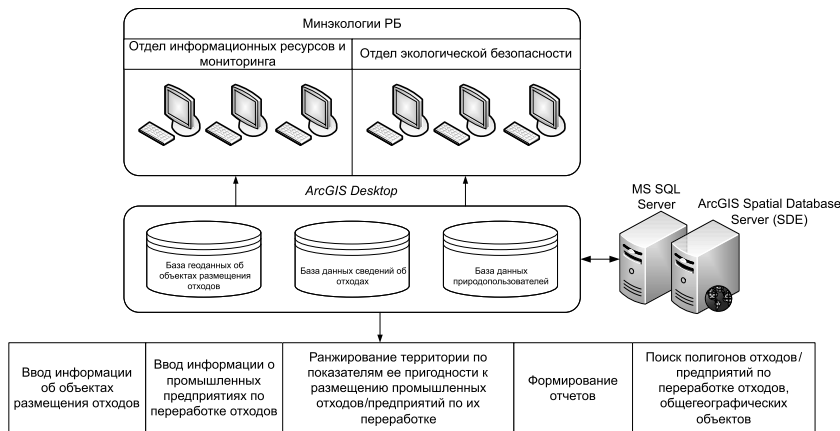 Минэкологии РБ
Отдел информационных ресурсов и
мониторинга
Отдел экологической безопасности
ArcGIS Desktop
MS SQL
Server
ArcGIS Spatial Database
Server (SDE)
База геоданных об
объектах размещения
отходов
База данных сведений об
отходах
База данных
природопользователей
Ввод информации
об объектах
размещения отходов
Ввод информации о
промышленных
предприятиях по
переработке отходов
Ранжирование территории по
показателям ее пригодности к
размещению промышленных
отходов/предприятий по их
переработке
Формирование
отчетов
Поиск полигонов отходов/
предприятий по
переработке отходов,
общегеографических
объектов